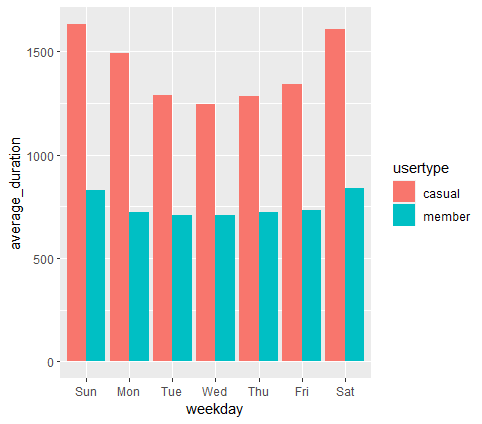 1500
1000
500
0
average_duration
Sun Mon Tue Wed Thu Fri Sat
weekday
usertype
casual
member